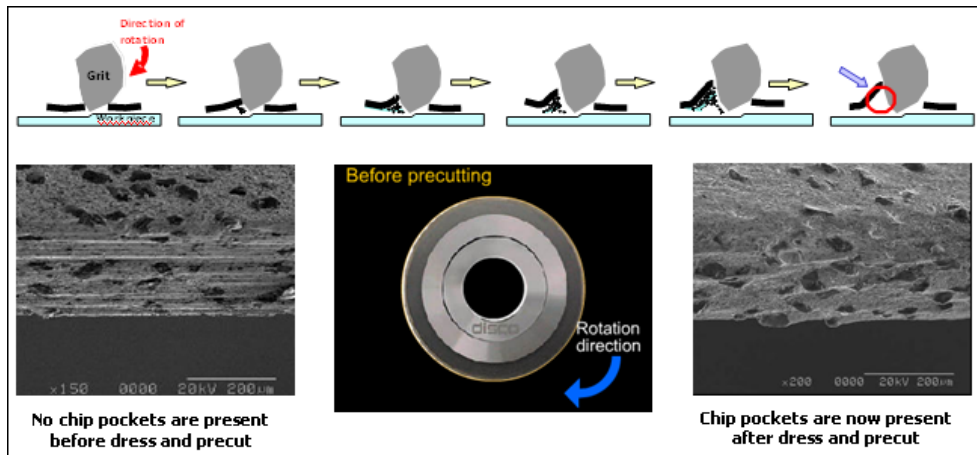 Direction of
rotation
Grit
Workpiece
Before precutting
disco
Rotation
direction
×150 0000 20kV 200µm
×200 0000 20kV 200µm
No chip pockets are present
before dress and precut
Chip pockets are now present
after dress and precut